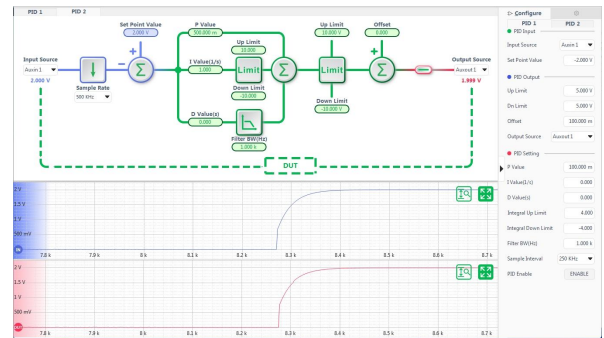 PID 1 PID 2
Set Point Value
2.000 V
P Value
500.000 m
Up Limit
10.000
Up Limit
10.000 V
Offset
0.000
Input Source
Auxin 1
2.000 V
Sample Rate
500 KHz
I Value(1/s)
1.000
Limit
Limit
Output Source
Auxout 1
1.999 V
Down Limit
-10.000
Down Limit
-10.000 V
D Value(s)
0.000
Filter BW(Hz)
1.000 k
DUT
2 V
1.5 V
1 V
500 mV
IN
7.8 k 7.9 k 8 k 8.1 k 8.2 k 8.3 k 8.4 k 8.5 k 8.6 k 8.7 k
2 V
1.5 V
1 V
500 mV
OUT
7.8 k 7.9 k 8 k 8.1 k 8.2 k 8.3 k 8.4 k 8.5 k 8.6 k 8.7 k
Configure
PID 1 PID 2
PID Input
Input Source Auxin 1
Set Point Value -2.000 V
PID Output
Up Limit 5.000 V
Dn Limit 5.000 V
Offset 100.000 m
Output Source Auxout 1
PID Setting
P Value 100.000 m
I Value(1/s) 0.000
D Value(s) 0.000
Integral Up Limit 4.000
Integral Down Limit -4.000
Filter BW(Hz) 1.000 k
Sample Interval 250 KHz
PID Enable ENABLE